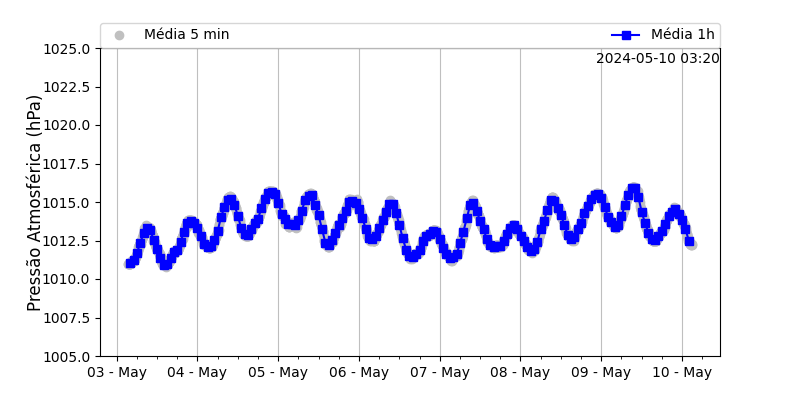 Média 5 min
Média 1h
2024-05-10 03:20
Pressão Atmosférica (hPa)
1025.0
1022.5
1020.0
1017.5
1015.0
1012.5
1010.0
1007.5
1005.0
03 - May
04 - May
05 - May
06 - May
07 - May
08 - May
09 - May
10 - May